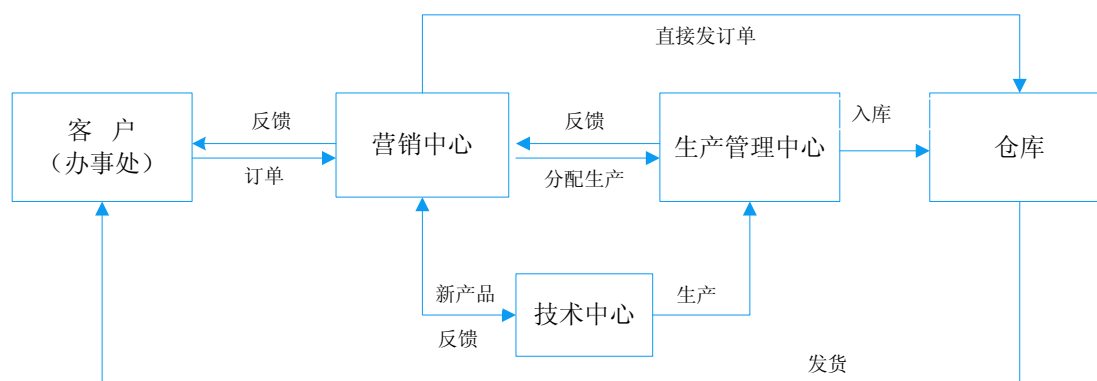 直接发订单
客 户
（办事处）
反馈
订单
营销中心
反馈
分配生产
生产管理中心
入库
仓库
新产品
反馈
技术中心
生产
发货